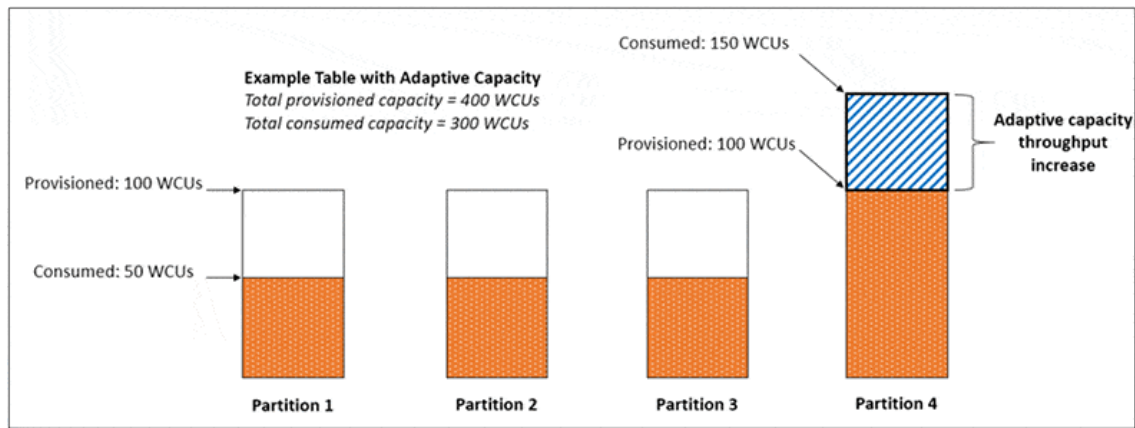 Consumed: 150 WCUs
Example Table with Adaptive Capacity
Total provisioned capacity = 400 WCUs
Total consumed capacity = 300 WCUs
Adaptive capacity
throughput
increase
Provisioned: 100 WCUs
Provisioned: 100 WCUs
Consumed: 50 WCUs
Partition 1
Partition 2
Partition 3
Partition 4